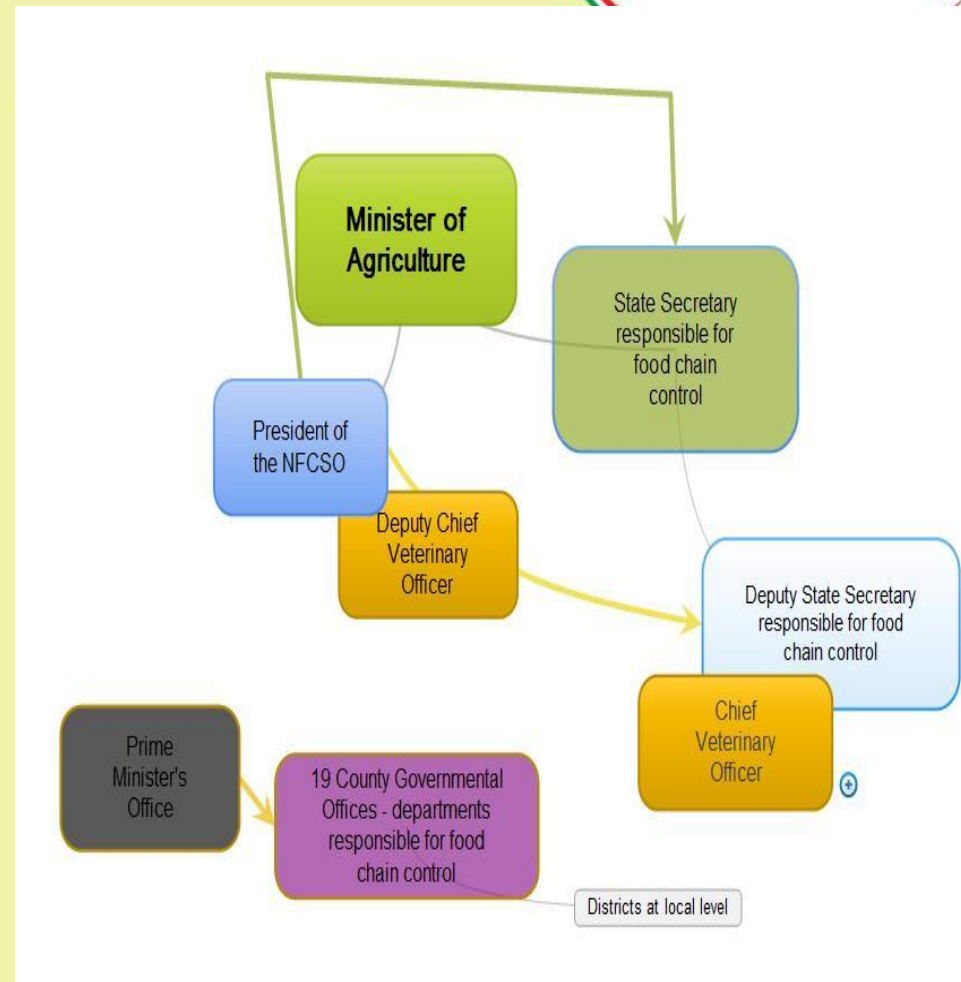 Minister of
Agriculture
State Secretary
responsible for
food chain
control
President of
the NFCSO
Deputy Chief
Veterinary
Officer
Deputy State Secretary
responsible for food
chain control
Chief
Veterinary
Officer
Prime
Minister's
Office
19 County Governmental
Offices - departments
responsible for food
chain control
Districts at local level